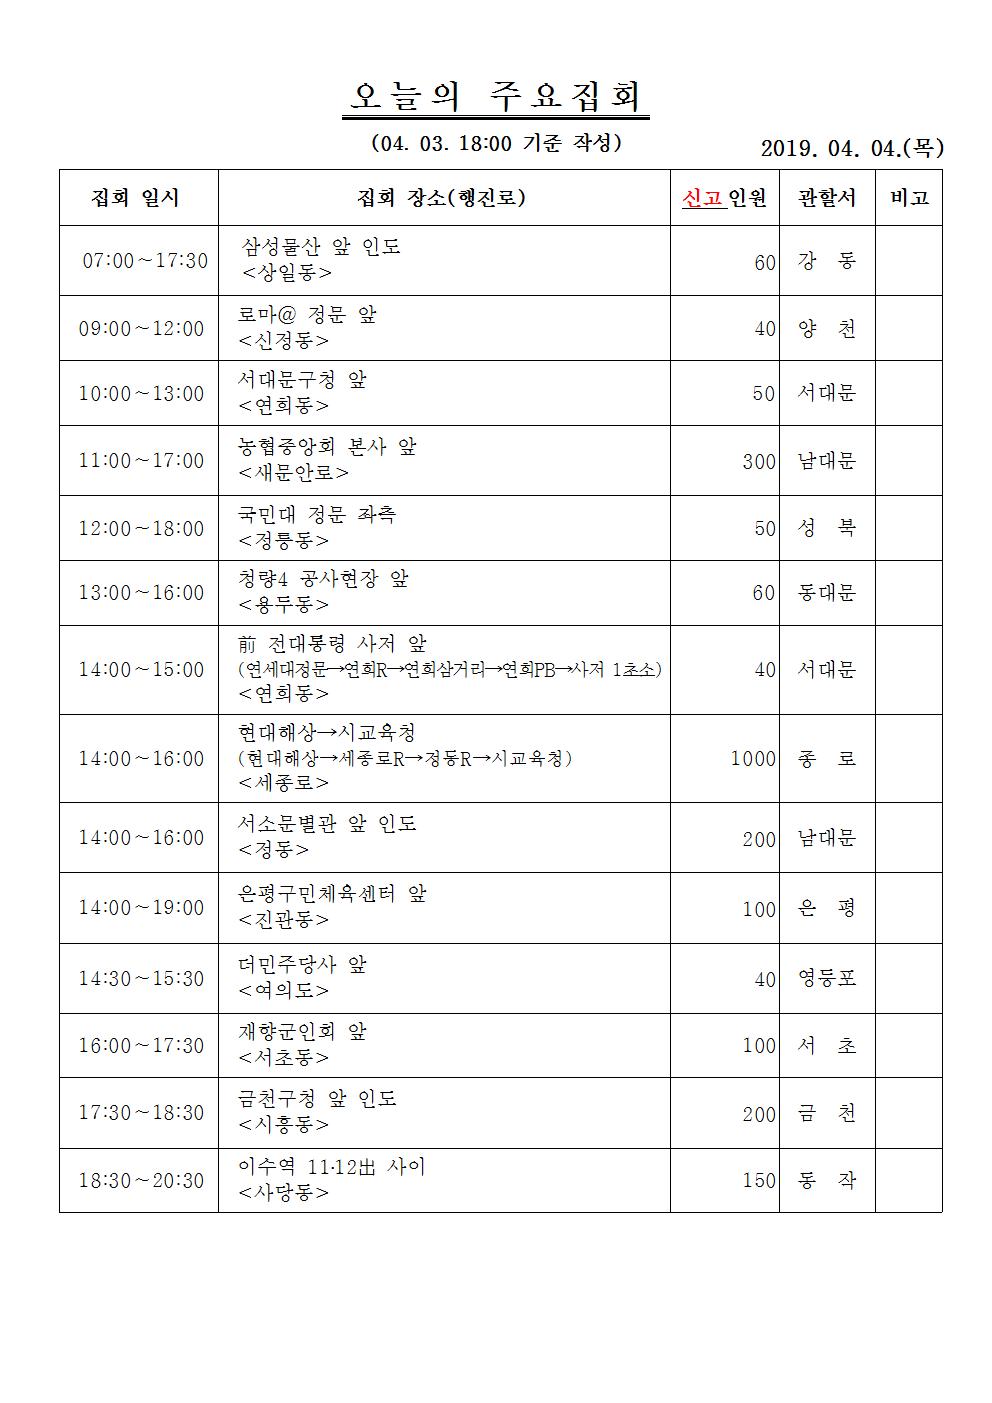 오늘의 주요집회
(04. 03. 18:00 기준 작성)
2019. 04. 04.(목)
집회 일시 집회 장소(행진로) 신고인원 관할서 비고
07:00~17:30 삼성물산 앞 인도 60 강 동
<상일동>
09:00~12:00 로마@ 정문 앞 40 양 천
<신정동>
10:00~13:00 서대문구청 앞 50 서대문
<연희동>
11:00~17:00 농협중앙회 본사 앞 300 남대문
<새문안로>
12:00~18:00 국민대 정문 좌측 50 성 북
<정릉동>
13:00~16:00 청량4 공사현장 앞 60 동대문
<용두동>
14:00~15:00 前 전대통령 사저 앞 40 서대문
(연세대정문→연희R→연희삼거리→연희PB→사저 1초소)
<연희동>
14:00~16:00 현대해상→시교육청 1000 종 로
(현대해상→세종로R→정동R→시교육청)
<세종로>
14:00~16:00 서소문별관 앞 인도 200 남대문
<정동>
14:00~19:00 은평구민체육센터 앞 100 은 평
<진관동>
14:30~15:30 더민주당사 앞 40 영등포
<여의도>
16:00~17:30 재향군인회 앞 100 서 초
<서초동>
17:30~18:30 금천구청 앞 인도 200 금 천
<시흥동>
18:30~20:30 이수역 11·12出 사이 150 동 작
<사당동>